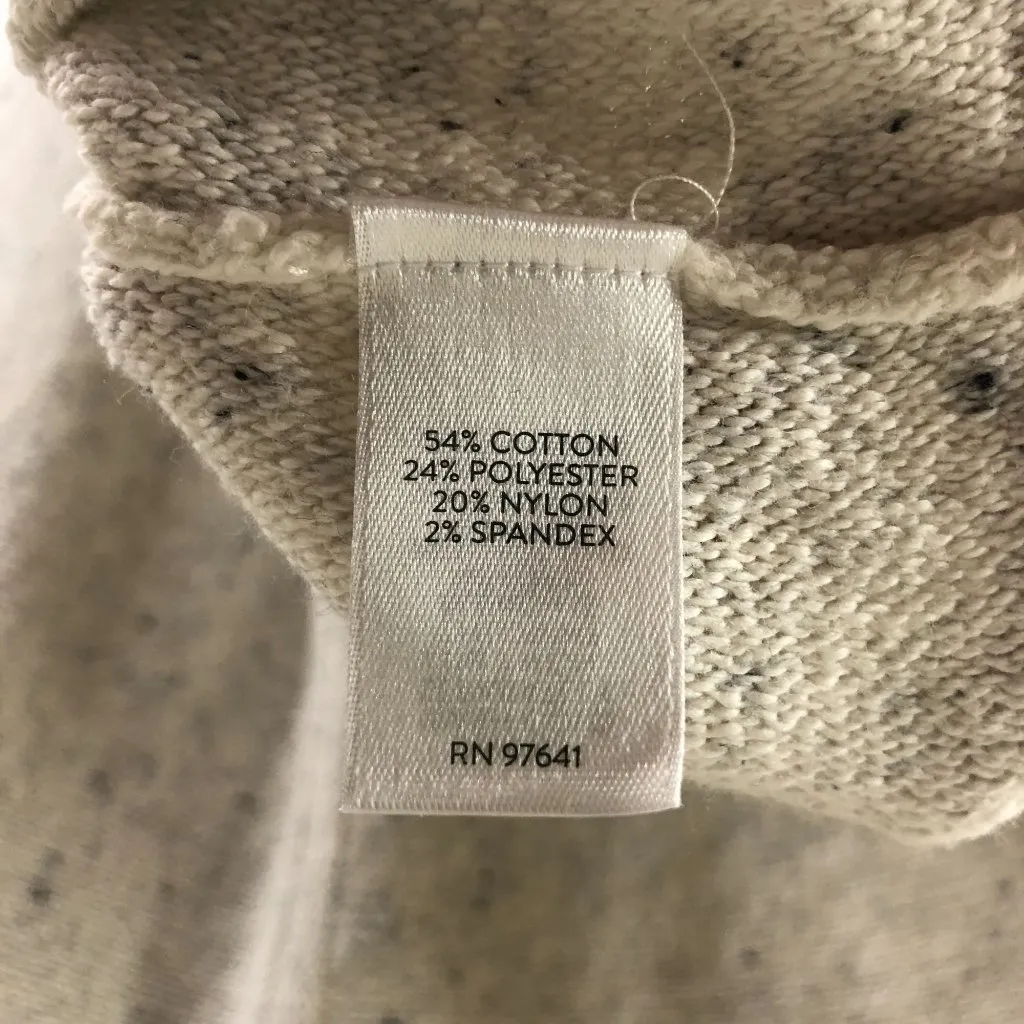 54% COTTON
24% POLYESTER
20% NYLON
2% SPANDEX
RN 97641